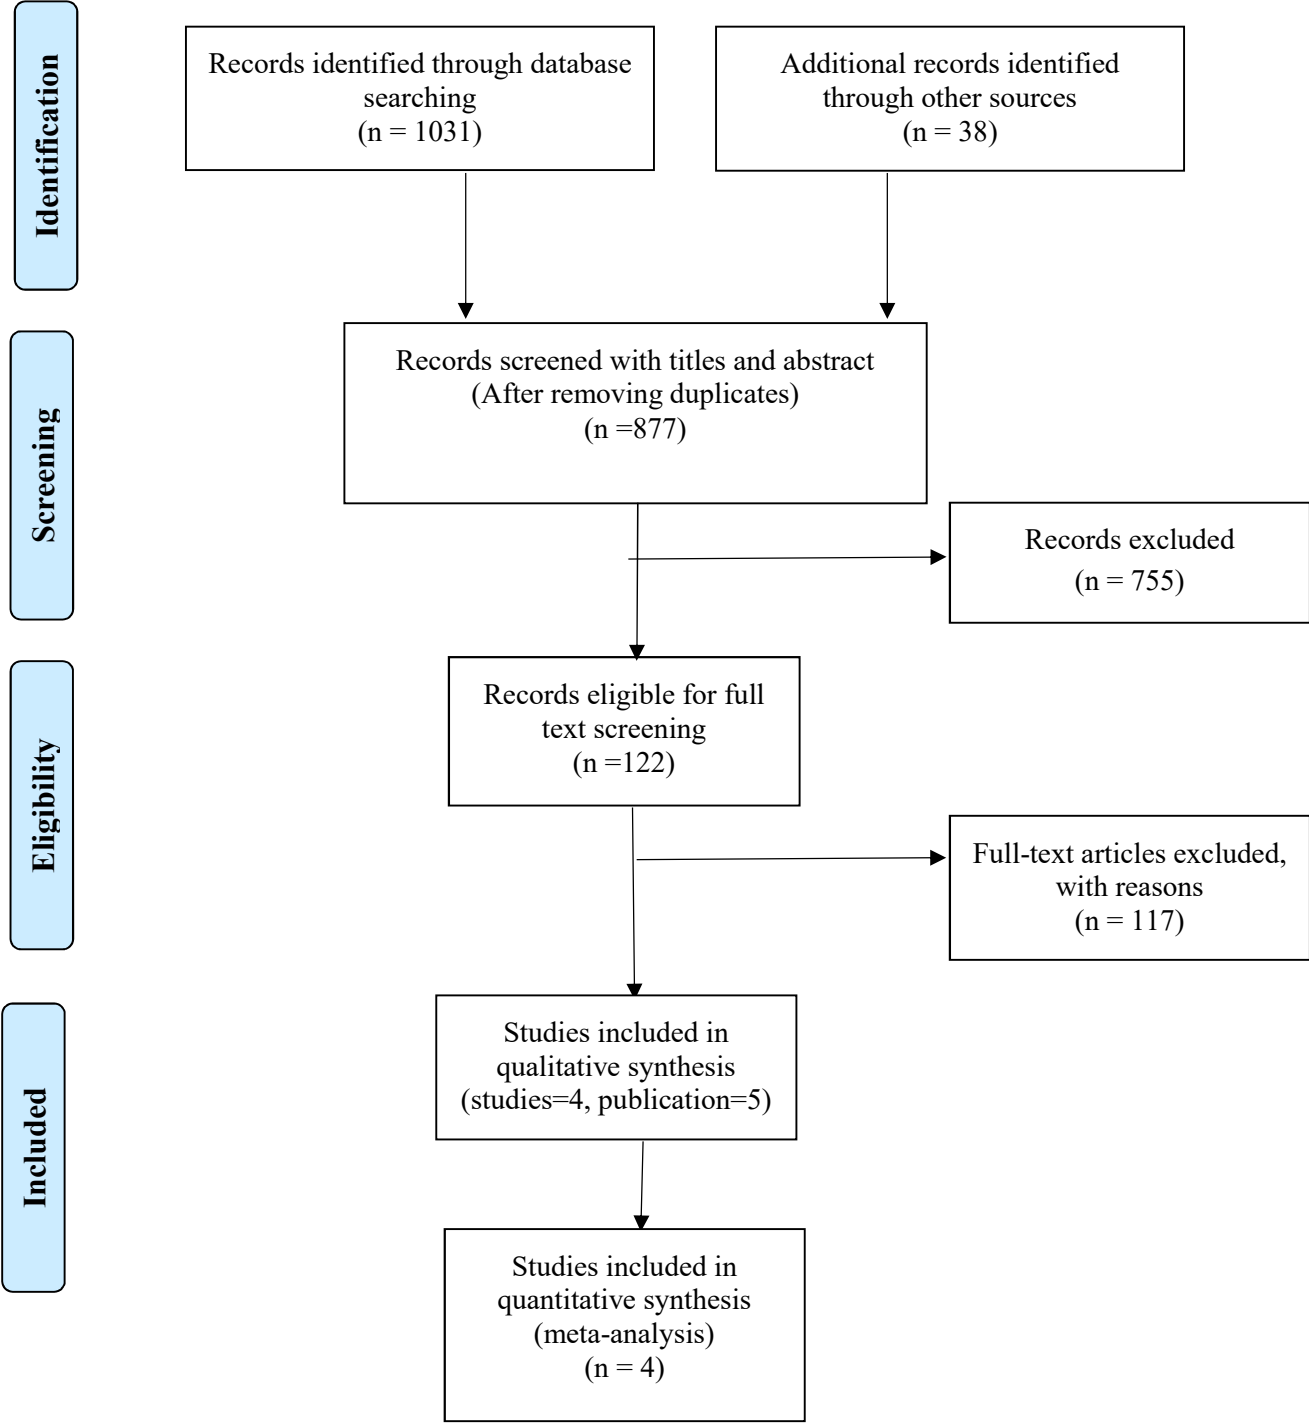 Identification
Records identified through database
searching
(n = 1031)
Additional records identified
through other sources
(n = 38)
Screening
Records screened with titles and abstract
(After removing duplicates)
(n =877)
Records excluded
(n = 755)
Eligibility
Records eligible for full
text screening
(n =122)
Full-text articles excluded,
with reasons
(n = 117)
Included
Studies included in
qualitative synthesis
(studies=4, publication=5)
Studies included in
quantitative synthesis
(meta-analysis)
(n = 4)